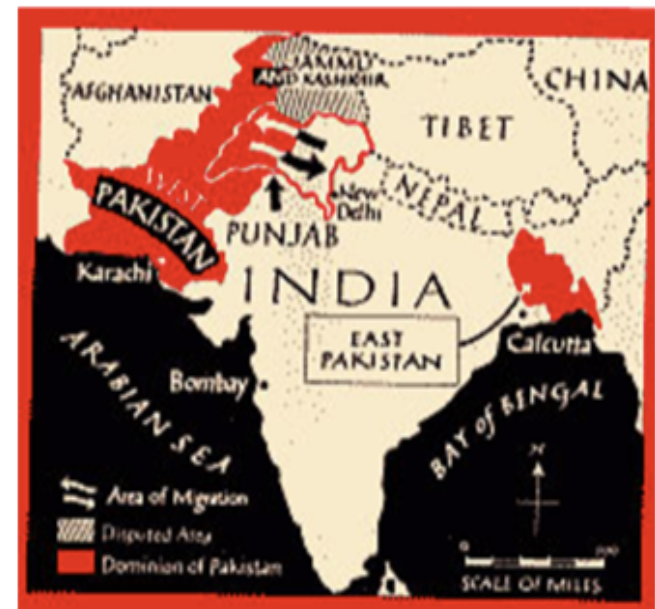 JAMMU
AND KASHMIR
AFGHANISTAN
CHINA
TIBET
WEST
PAKISTAN
New
Delhi
NEPAL
PUNJAB
Karachi
INDIA
EAST
PAKISTAN
Calcutta
Bombay
ARABIAN SEA
BAY of BENGAL
N
Area of Migration
Disputed Area
Dominion of Pakistan
0
SCALE OF MILES